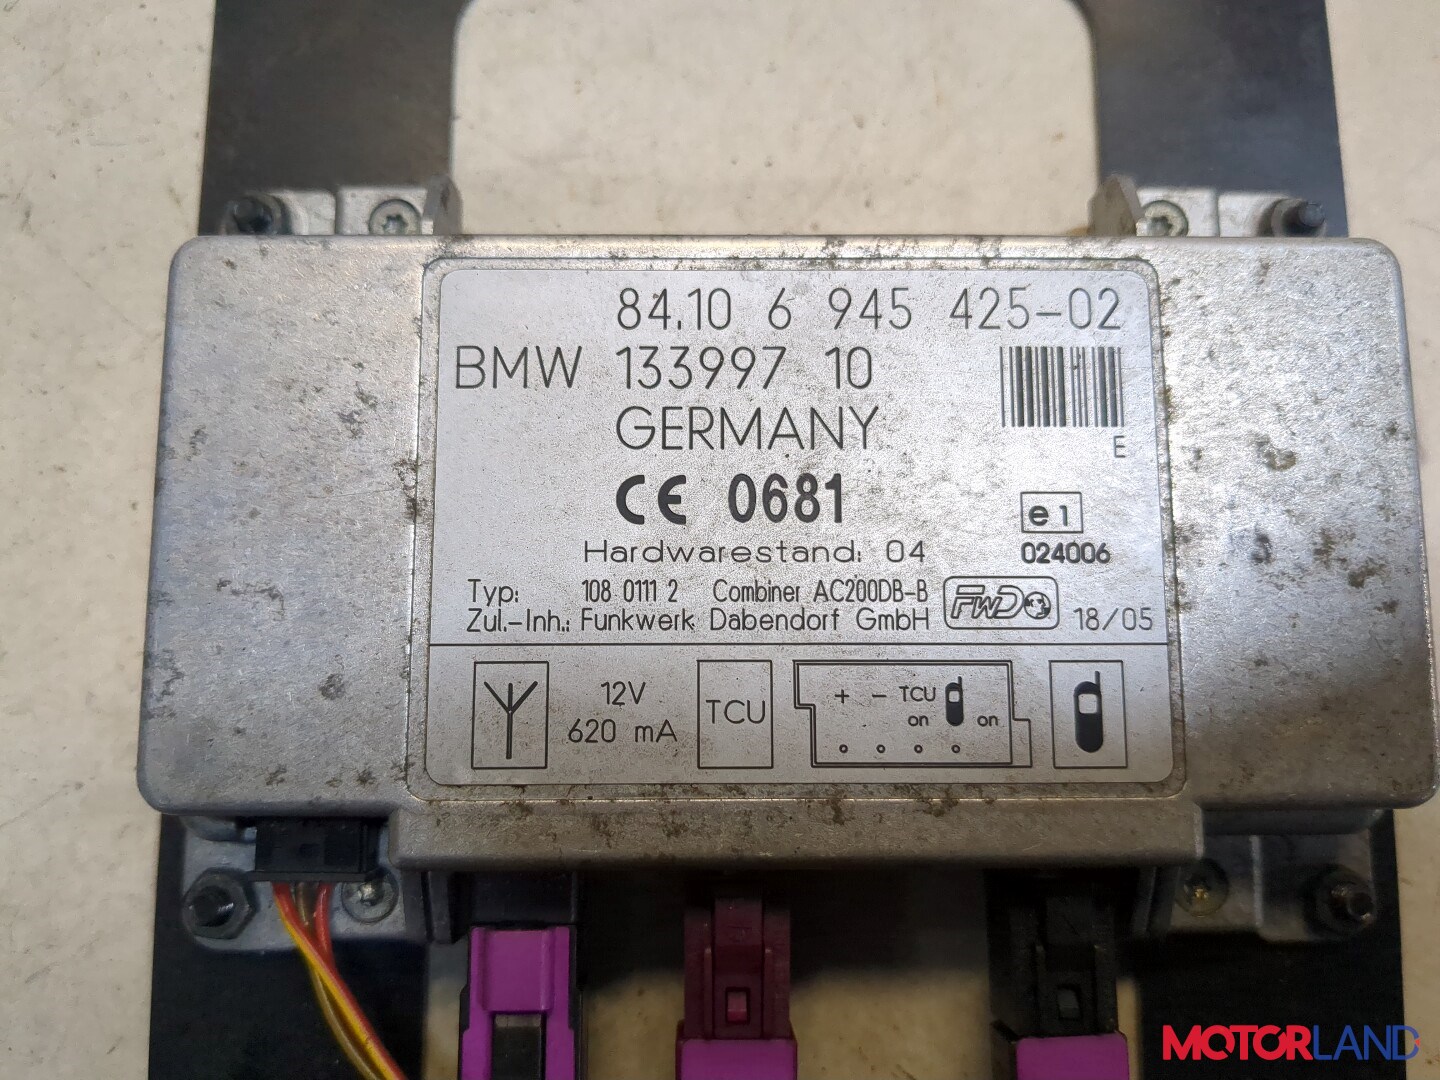 84.10 6 945 425-02
BMW 133997 10
GERMANY
E
CE 0681
e1
Hardwarestand: 04
024006
Typ: 108 0111 2 Combiner AC200DB-B
FWD
Zul.-Inh.: Funkwerk Dabendorf GmbH
18/05
12V
620 mA
TCU
+ - TCU
on on
MOTORLAND